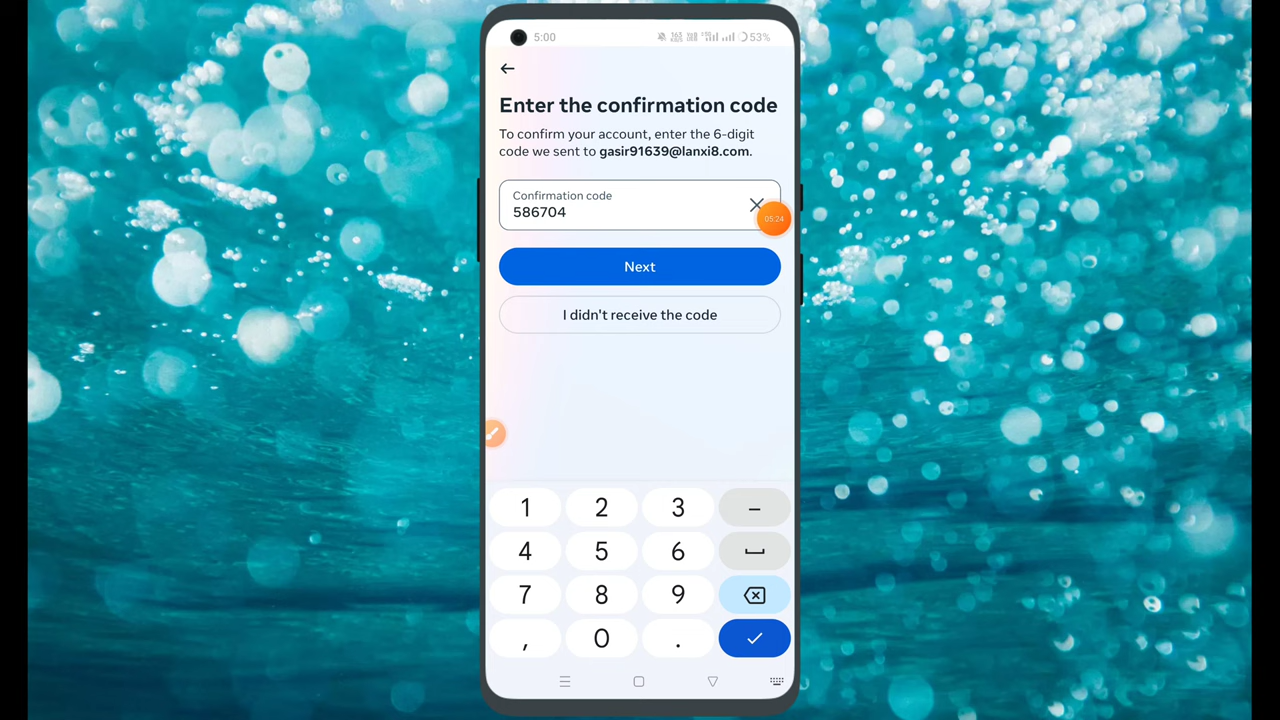 5:00
53%
Enter the confirmation code
To confirm your account, enter the 6-digit
code we sent to gasir91639@lanxi8.com.
Confirmation code
586704
05:24
Next
I didn't receive the code
1 2 3 –
4 5 6
7 8 9
, 0 .